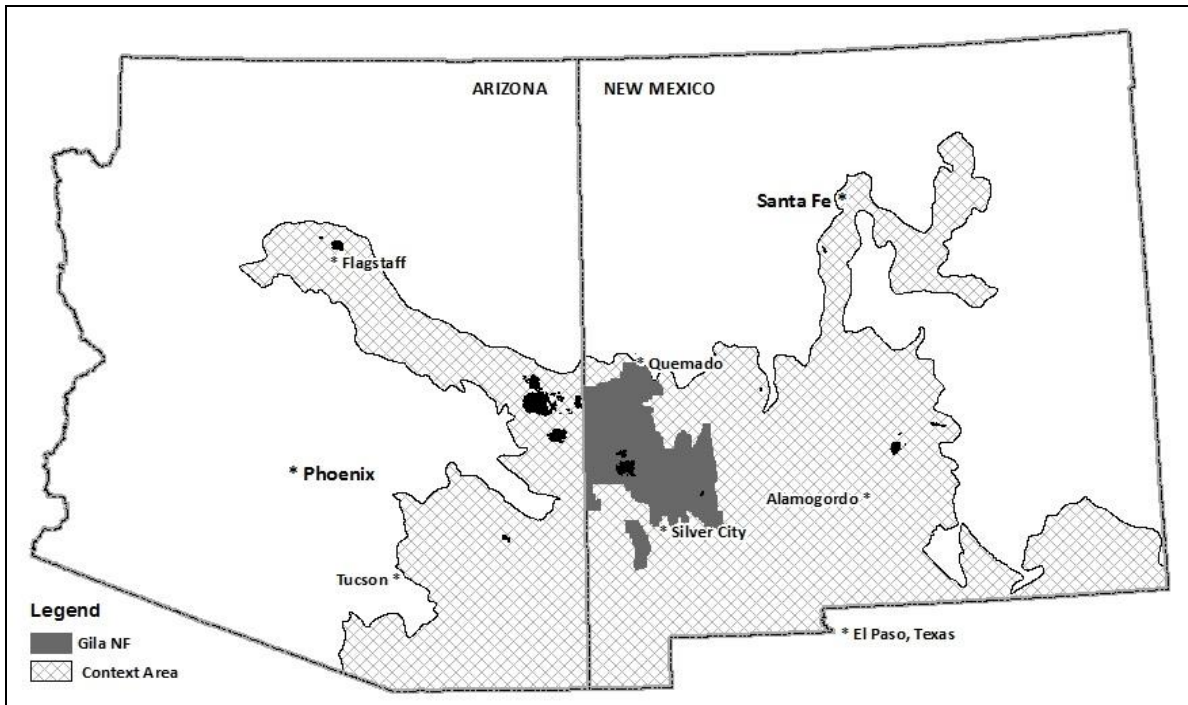 ARIZONA
NEW MEXICO
Santa Fe *
* Flagstaff
* Quemado
* Phoenix
Alamogordo *
* Silver City
Tucson *
Legend
Gila NF
Context Area
* El Paso, Texas